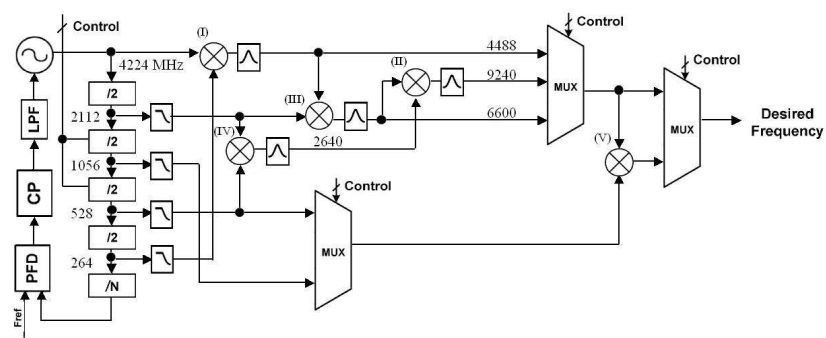 Control
(I)
4224 MHz
4488
(II)
9240
Control
MUX
Control
/2
LPF
2112
(III)
6600
Desired
Frequency
MUX
/2
(IV)
2640
(V)
1056
CP
/2
Control
528
/2
MUX
264
PFD
/N
Fref